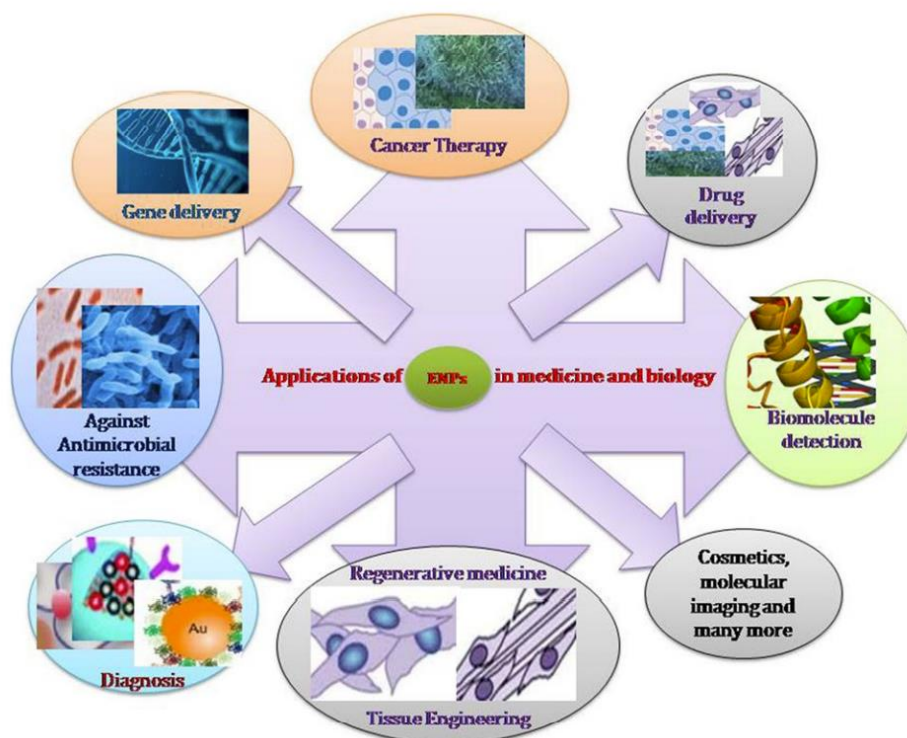 Cancer Therapy
Gene delivery
Drug
delivery
Against
Antimicrobial
resistance
Applications of ENPs in medicine and biology
Biomolecule
detection
Au
Diagnosis
Regenerative medicine
Tissue Engineering
Cosmetics,
molecular
imaging and
many more